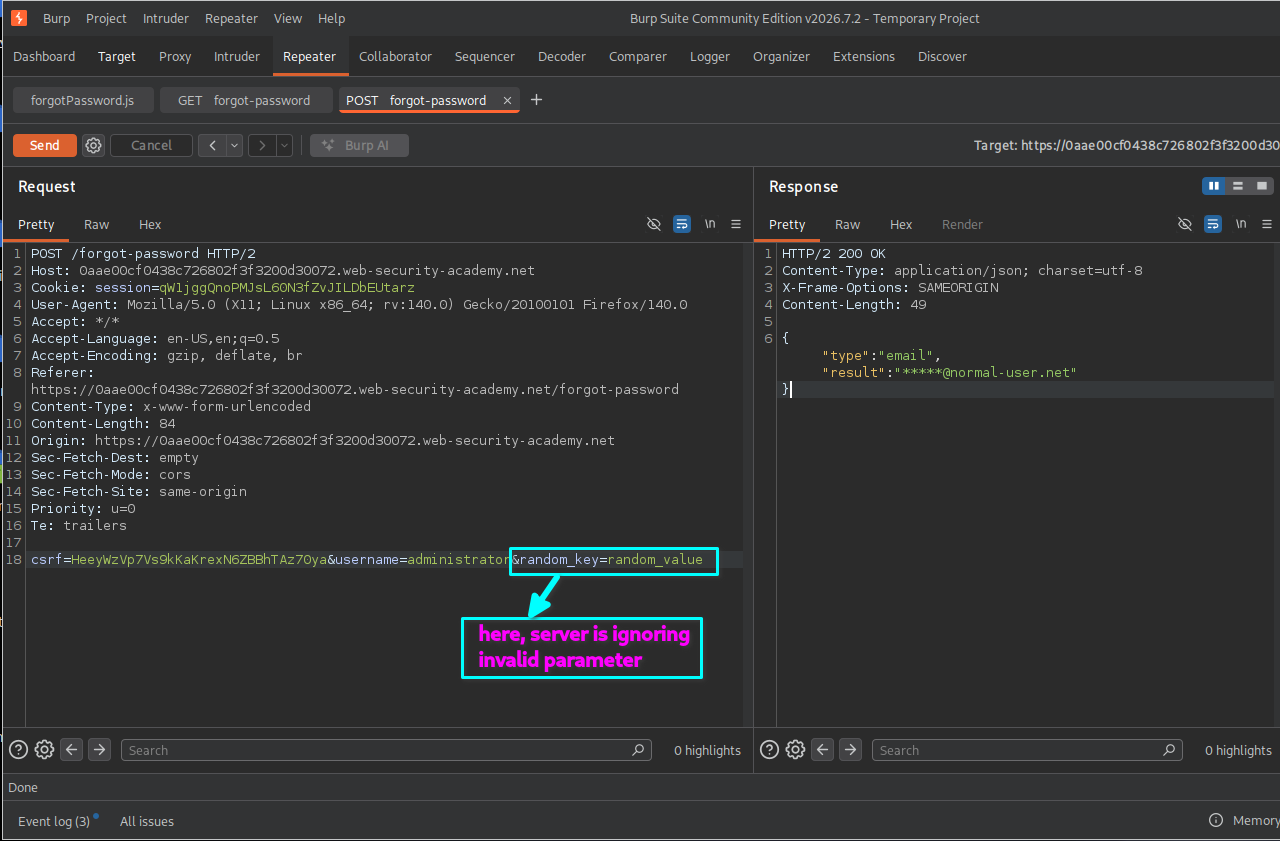 Burp Project Intruder Repeater View Help Burp Suite Community Edition v2026.7.2 - Temporary Project
Dashboard Target Proxy Intruder Repeater Collaborator Sequencer Decoder Comparer Logger Organizer Extensions Discover
forgotPassword.js GET forgot-password POST forgot-password × +
Send Cancel < > Burp AI Target: https://0aae00cf0438c726802f3f3200d30
Request
Pretty Raw Hex \n
1 POST /forgot-password HTTP/2
2 Host: 0aae00cf0438c726802f3f3200d30072.web-security-academy.net
3 Cookie: session=qW1jggQnoPMJsL6ON3fZvJILDbEUtarz
4 User-Agent: Mozilla/5.0 (X11; Linux x86_64; rv:140.0) Gecko/20100101 Firefox/140.0
5 Accept: */*
6 Accept-Language: en-US,en;q=0.5
7 Accept-Encoding: gzip, deflate, br
8 Referer:
https://0aae00cf0438c726802f3f3200d30072.web-security-academy.net/forgot-password
9 Content-Type: x-www-form-urlencoded
10 Content-Length: 84
11 Origin: https://0aae00cf0438c726802f3f3200d30072.web-security-academy.net
12 Sec-Fetch-Dest: empty
13 Sec-Fetch-Mode: cors
14 Sec-Fetch-Site: same-origin
15 Priority: u=0
16 Te: trailers
17
18 csrf=HeeyWzVp7Vs9kKaKrexN6ZBBhTAz7Oya&username=administrator&random_key=random_value
here, server is ignoring
invalid parameter
Response
Pretty Raw Hex Render \n
1 HTTP/2 200 OK
2 Content-Type: application/json; charset=utf-8
3 X-Frame-Options: SAMEORIGIN
4 Content-Length: 49
5
6 {
"type":"email",
"result":"*****@normal-user.net"
}
Search 0 highlights
Search 0 highlights
Done
Event log (3) All issues Memory